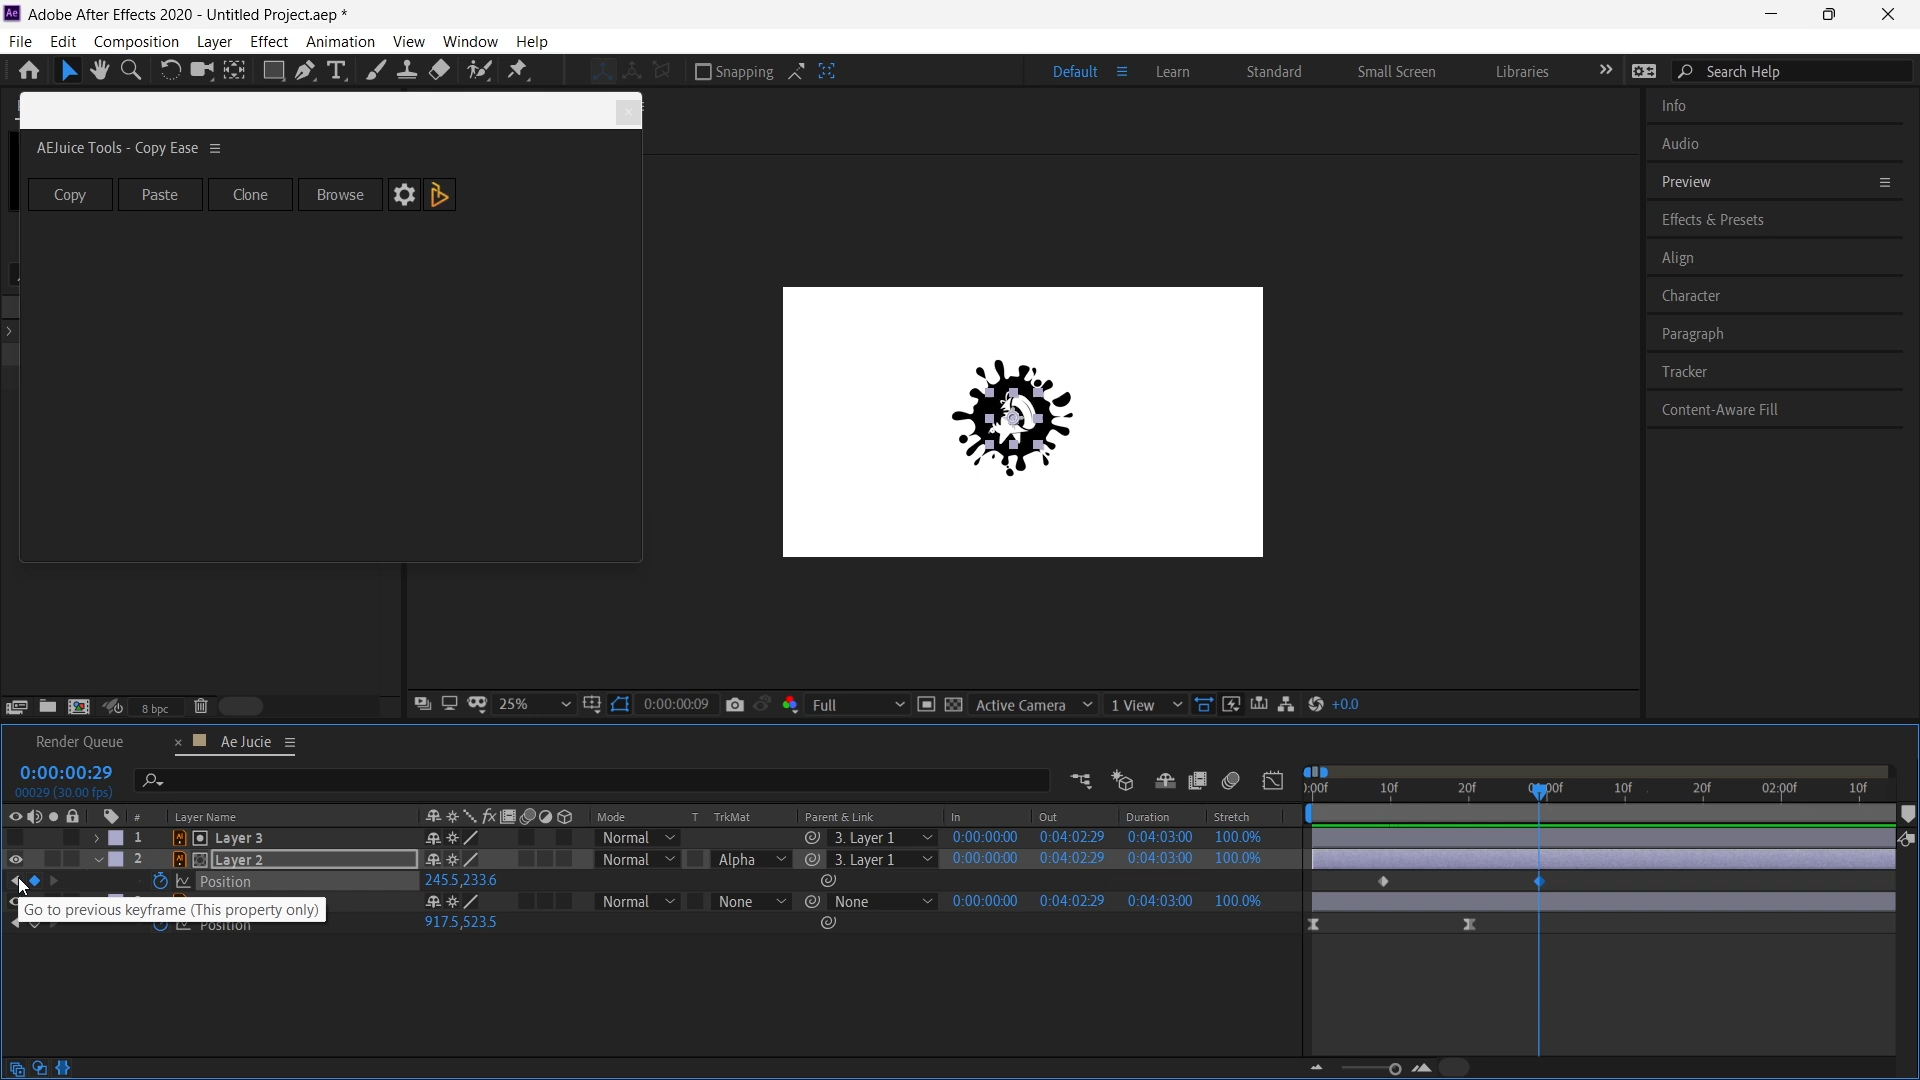 Ae Adobe After Effects 2020 - Untitled Project.aep *
File Edit Composition Layer Effect Animation View Window Help
Snapping Default Learn Standard Small Screen Libraries Search Help
AEJuice Tools - Copy Ease
Copy Paste Clone Browse
Info
Audio
Preview
Effects & Presets
Align
Character
Paragraph
Tracker
Content-Aware Fill
8 bpc 25% 0:00:00:09 Full Active Camera 1 View +0.0
Render Queue Ae Jucie
0:00:00:29
00029 (30.00 fps)
10f 20f 10f 20f 02:00f 10f
# Layer Name Mode T TrkMat Parent & Link In Out Duration Stretch
1 Layer 3 Normal 3. Layer 1 0:00:00:00 0:04:02:29 0:04:03:00 100.0%
2 Layer 2 Normal Alpha 3. Layer 1 0:00:00:00 0:04:02:29 0:04:03:00 100.0%
Position 245.5,233.6
Normal None None 0:00:00:00 0:04:02:29 0:04:03:00 100.0%
Go to previous keyframe (This property only)
Position 917.5,523.5